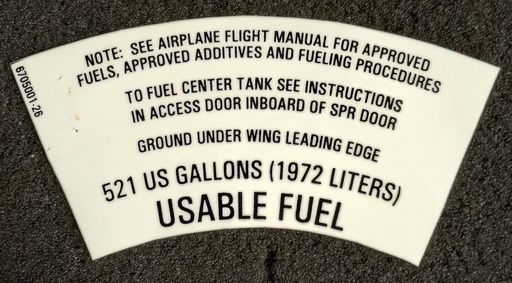 NOTE: SEE AIRPLANE FLIGHT MANUAL FOR APPROVED
FUELS, APPROVED ADDITIVES AND FUELING PROCEDURES
TO FUEL CENTER TANK SEE INSTRUCTIONS
IN ACCESS DOOR INBOARD OF SPR DOOR
GROUND UNDER WING LEADING EDGE
521 US GALLONS (1972 LITERS)
USABLE FUEL
6705001-26